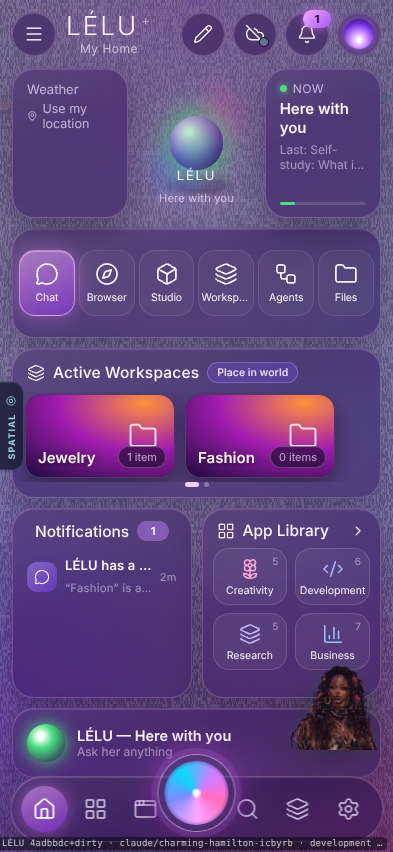 LÉLU +
My Home
1
Weather
Use my
location
LÉLU
Here with you
NOW
Here with
you
Last: Self-
study: What i...
Chat
Browser
Studio
Worksp...
Agents
Files
Active Workspaces
Place in world
SPATIAL
Jewelry
1 item
Fashion
0 items
Notifications
1
LÉLU has a ...
“Fashion” is a...
2m
App Library
Creativity
5
Development
6
Research
5
Business
7
LÉLU — Here with you
Ask her anything
LÉLU 4adbbdc+dirty · claude/charming-hamilton-icbyrb · development …